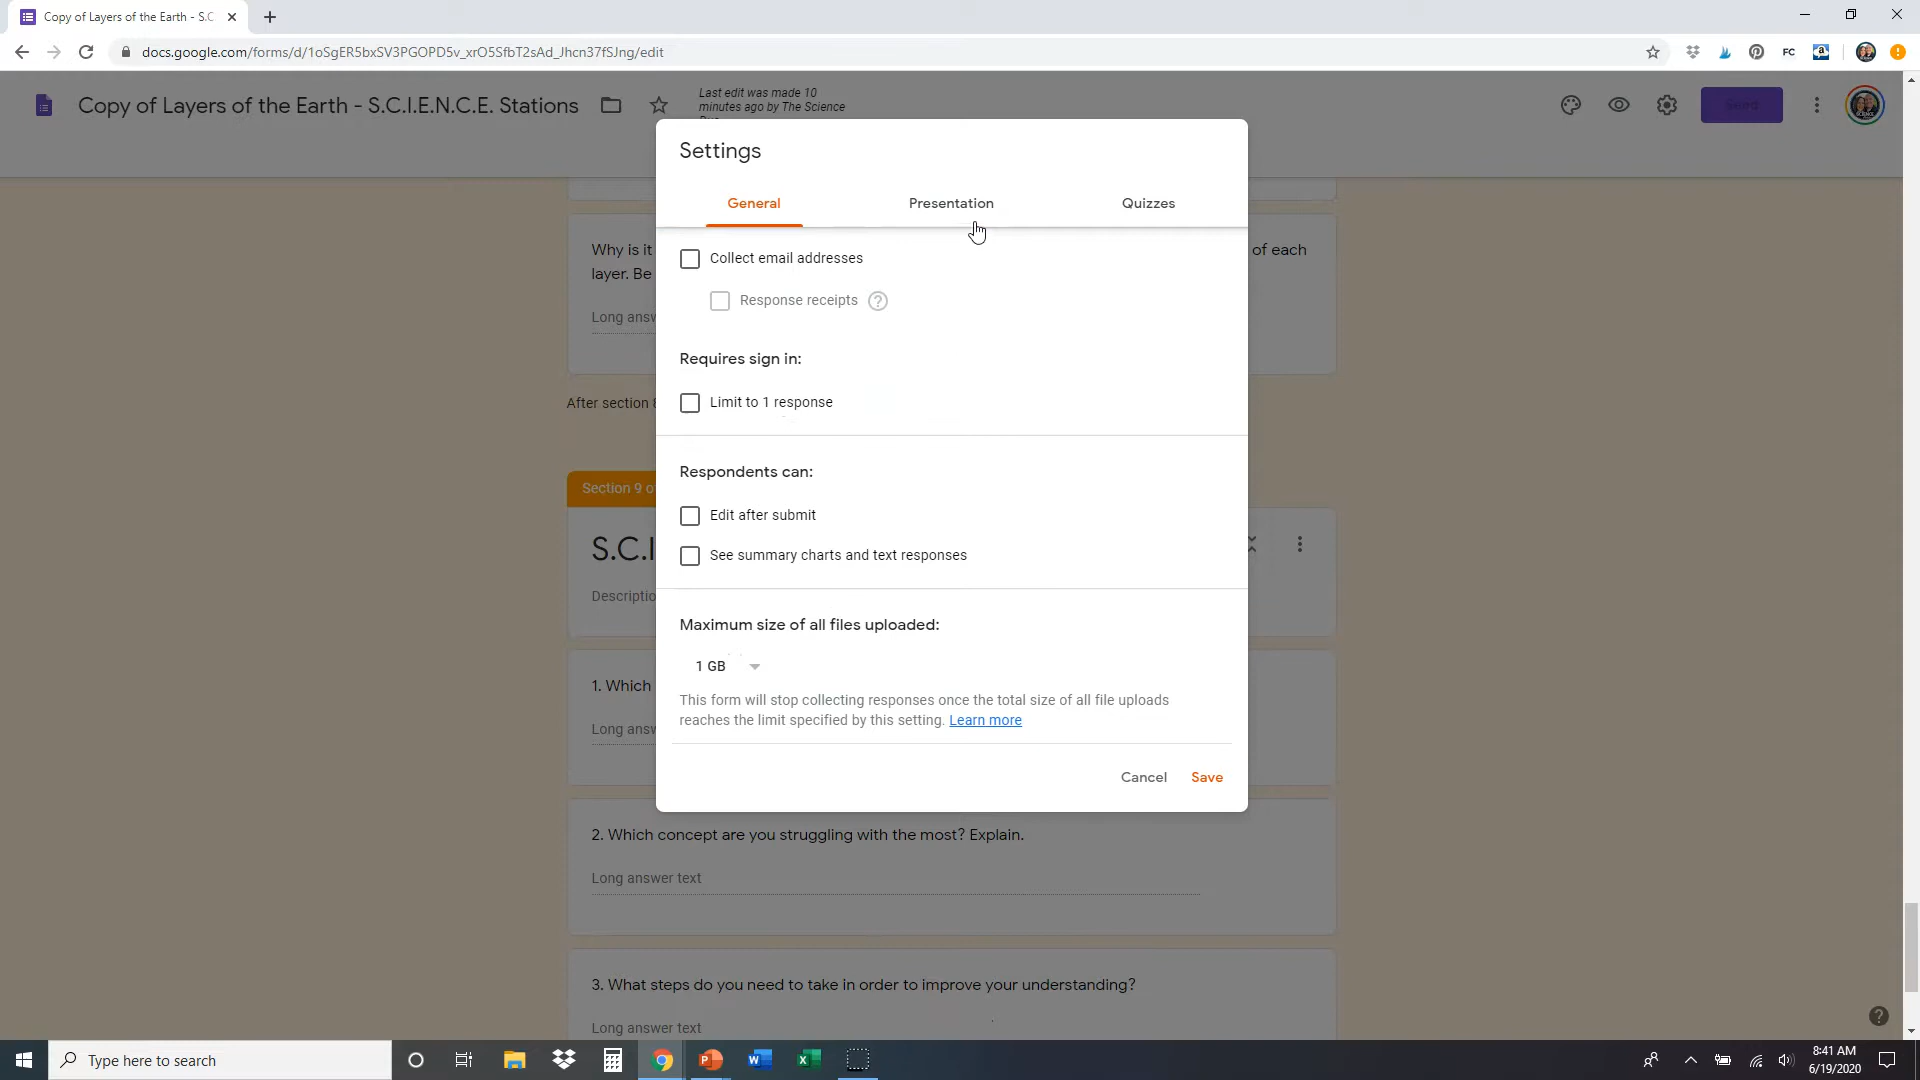 Copy of Layers of the Earth - S.C
docs.google.com/forms/d/1oSgER5bxSV3PGOPD5v_xrO5SfbT2sAd_Jhcn37fSJng/edit
FC
Copy of Layers of the Earth - S.C.I.E.N.C.E. Stations
Last edit was made 10
minutes ago by The Science
Duo
Send
Settings
General
Presentation
Quizzes
Collect email addresses
Response receipts
Requires sign in:
Limit to 1 response
Respondents can:
Edit after submit
See summary charts and text responses
Maximum size of all files uploaded:
1 GB
This form will stop collecting responses once the total size of all file uploads
reaches the limit specified by this setting. Learn more
Cancel
Save
Why is it
of each
layer. Be
Long answ
After section 8
Section 9 o
S.C.I
Descriptio
1. Which
Long answ
2. Which concept are you struggling with the most? Explain.
Long answer text
3. What steps do you need to take in order to improve your understanding?
Long answer text
Type here to search
8:41 AM
6/19/2020